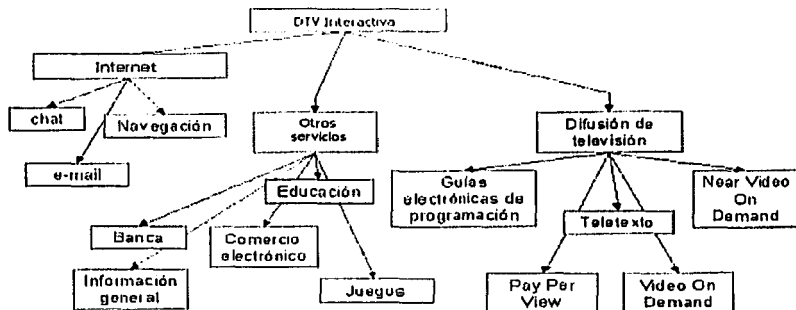 DTV Interactiva
Internet
chat
Navegación
e-mail
Otros
servicios
Educación
Banca
Comercio
electrónico
Información
general
Juegos
Difusión de
televisión
Guías
electrónicas de
programación
Near Video
On
Demand
Teletexto
Pay Per
View
Video On
Demand